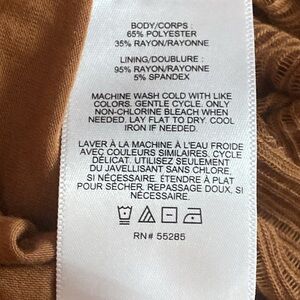 BODY/CORPS :
65% POLYESTER
35% RAYON/RAYONNE
LINING/DOUBLURE :
95% RAYON/RAYONNE
5% SPANDEX
MACHINE WASH COLD WITH LIKE
COLORS. GENTLE CYCLE. ONLY
NON-CHLORINE BLEACH WHEN
NEEDED. LAY FLAT TO DRY. COOL
IRON IF NEEDED.
LAVER À LA MACHINE À L'EAU FROIDE
AVEC COULEURS SIMILAIRES. CYCLE
DÉLICAT. UTILISEZ SEULEMENT
DU JAVELLISANT SANS CHLORE,
SI NÉCESSAIRE. ÉTENDRE À PLAT
POUR SÉCHER. REPASSAGE DOUX, SI
NÉCESSAIRE.
RN# 55285